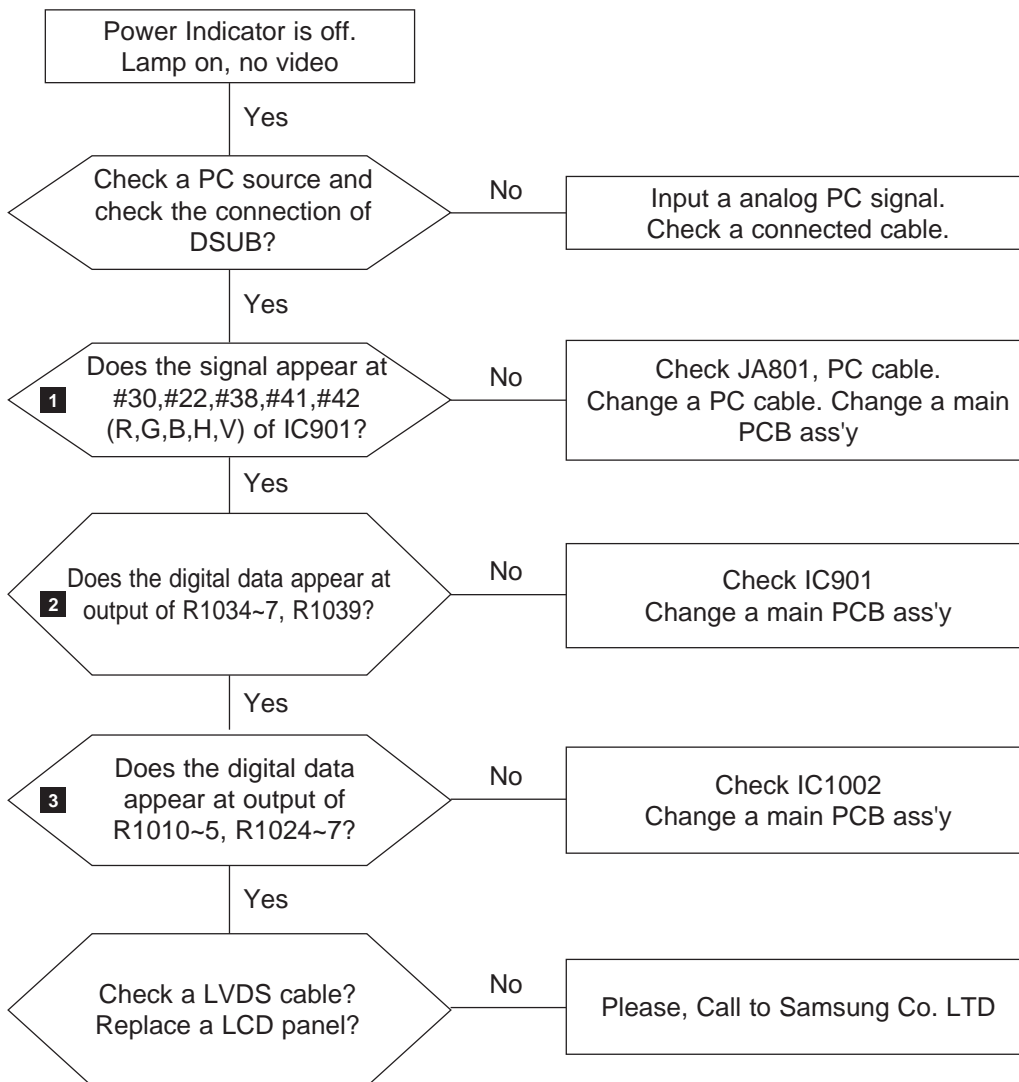 Power Indicator is off.
Lamp on, no video
Yes
Check a PC source and
check the connection of
DSUB?
No
Input a analog PC signal.
Check a connected cable.
Yes
1
Does the signal appear at
#30,#22,#38,#41,#42
(R,G,B,H,V) of IC901?
No
Check JA801, PC cable.
Change a PC cable. Change a main
PCB ass'y
Yes
2
Does the digital data appear at
output of R1034~7, R1039?
No
Check IC901
Change a main PCB ass'y
Yes
3
Does the digital data
appear at output of
R1010~5, R1024~7?
No
Check IC1002
Change a main PCB ass'y
Yes
Check a LVDS cable?
Replace a LCD panel?
No
Please, Call to Samsung Co. LTD